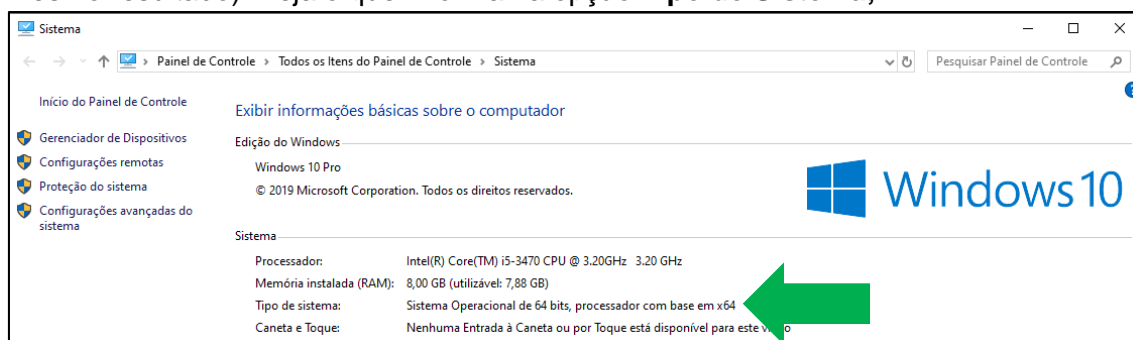 Sistema
Painel de Controle > Todos os Itens do Painel de Controle > Sistema
Pesquisar Painel de Controle
Início do Painel de Controle
Exibir informações básicas sobre o computador
Gerenciador de Dispositivos
Configurações remotas
Proteção do sistema
Configurações avançadas do
sistema
Edição do Windows
Windows 10 Pro
© 2019 Microsoft Corporation. Todos os direitos reservados.
Windows 10
Sistema
Processador: Intel(R) Core(TM) i5-3470 CPU @ 3.20GHz 3.20 GHz
Memória instalada (RAM): 8,00 GB (utilizável: 7,88 GB)
Tipo de sistema: Sistema Operacional de 64 bits, processador com base em x64
Caneta e Toque: Nenhuma Entrada à Caneta ou por Toque está disponível para este